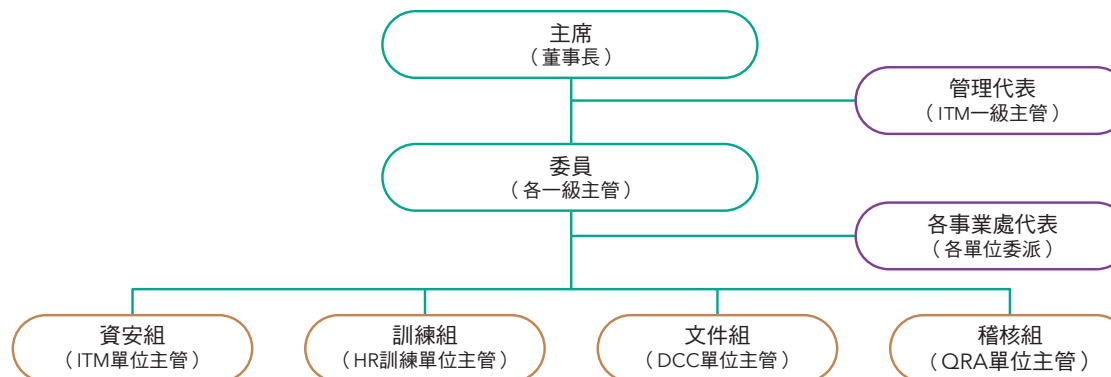 主席
（董事長）
管理代表
（ITM一級主管）
委員
（各一級主管）
各事業處代表
（各單位委派）
資安組
（ITM單位主管）
訓練組
（HR訓練單位主管）
文件組
（DCC單位主管）
稽核組
（QRA單位主管）